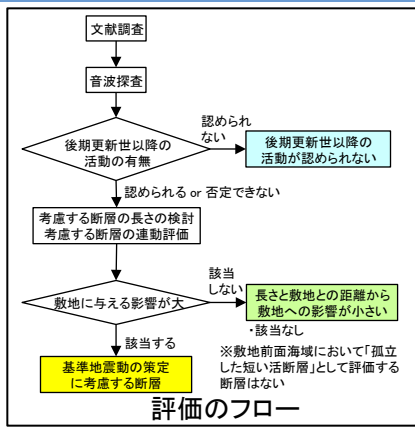 文献調査
音波探査
後期更新世以降の
活動の有無
認められ
ない
後期更新世以降の
活動が認められない
認められる or 否定できない
考慮する断層の長さの検討
考慮する断層の連動評価
敷地に与える影響が大
該当
しない
長さと敷地との距離から
敷地への影響が小さい
・該当なし
該当する
※敷地前面海域において「孤立
した短い活断層」として評価する
断層はない
基準地震動の策定
に考慮する断層
評価のフロー